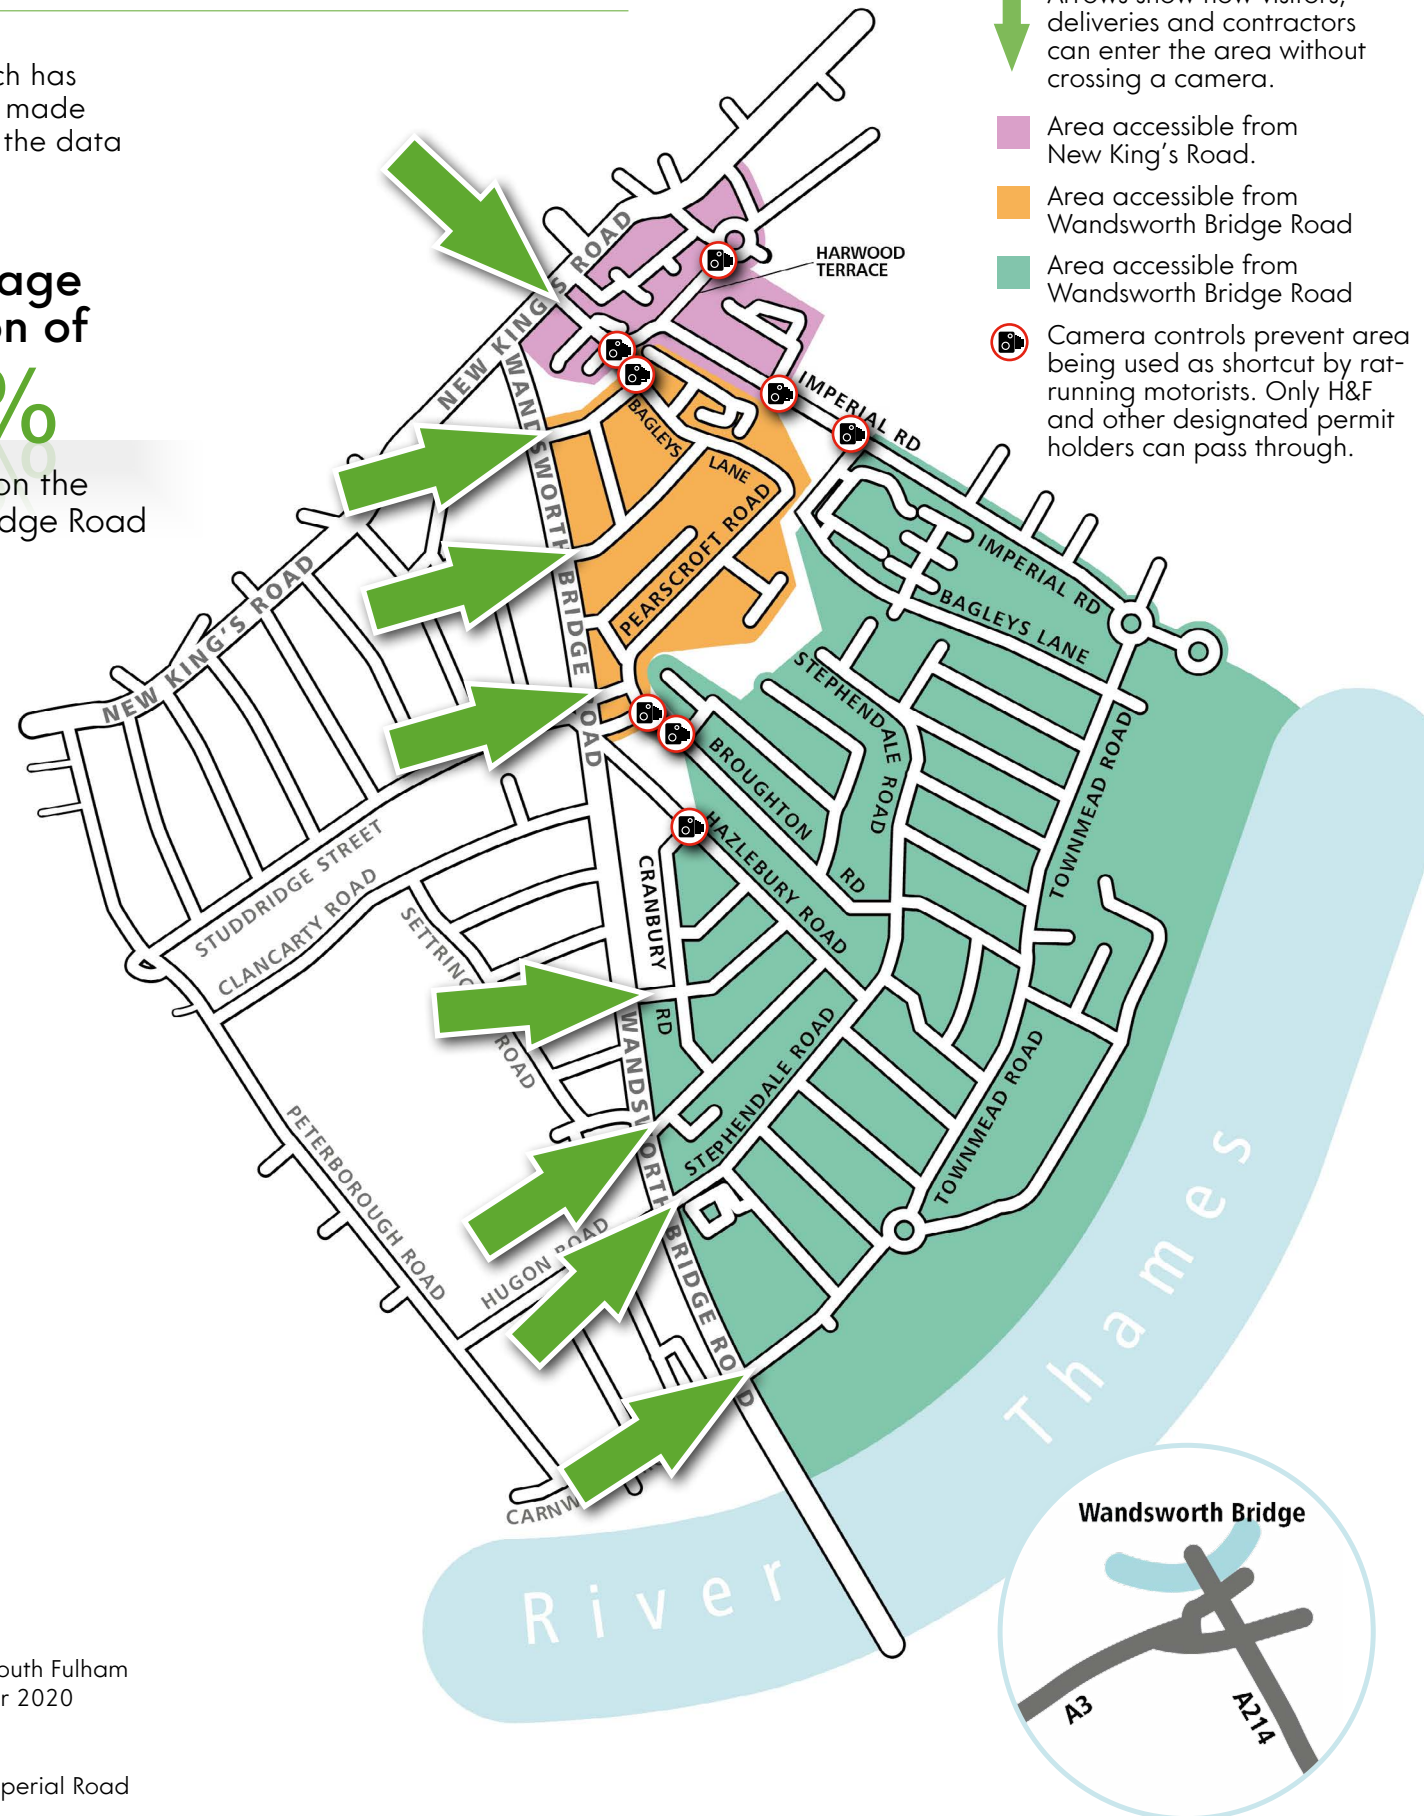 ch has
made
the data
age
on of
%
on the
idge Road
deliveries and contractors
can enter the area without
crossing a camera.
Area accessible from
New King's Road.
Area accessible from
Wandsworth Bridge Road
Area accessible from
Wandsworth Bridge Road
Camera controls prevent area
being used as shortcut by rat-
running motorists. Only H&F
and other designated permit
holders can pass through.
HARWOOD
TERRACE
NEW KING'S ROAD
NEW KING'S ROAD
WANDSWORTH BRIDGE ROAD
IMPERIAL RD
BAGLEYS LANE
PEARSCROFT ROAD
IMPERIAL RD
BAGLEYS LANE
STEPHENDALE ROAD
TOWNMEAD ROAD
BROUGHTON RD
HAZLEBURY ROAD
CRANBURY RD
STUDDRIDGE STREET
CLANCARTY ROAD
ROAD
WANDSWORTH BRIDGE ROAD
STEPHENDALE ROAD
TOWNMEAD ROAD
PETERBOROUGH ROAD
HUGON ROAD
River Thames
Wandsworth Bridge
A3
A214
outh Fulham
r 2020
perial Road